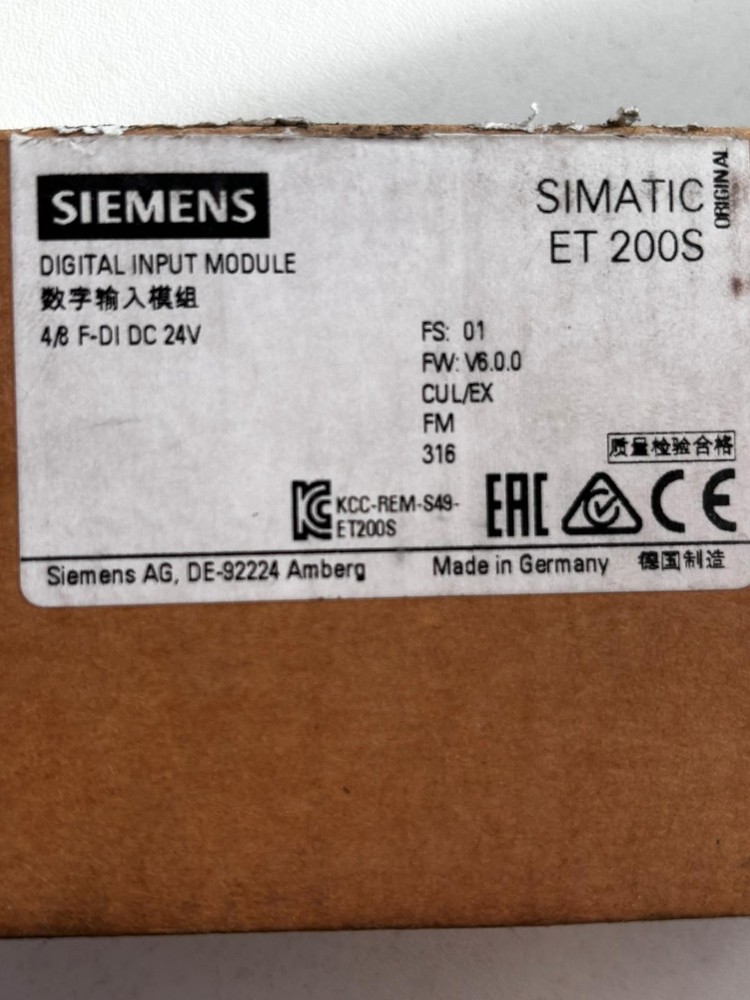 SIEMENS
SIMATIC
ET 200S
ORIGINAL
DIGITAL INPUT MODULE
数字输入模组
4/8 F-DI DC 24V
FS: 01
FW: V6.0.0
CUL/EX
FM
316
质量检验合格
KCC-REM-S49-
ET200S
EAC
CE
Siemens AG, DE-92224 Amberg
Made in Germany 德国制造